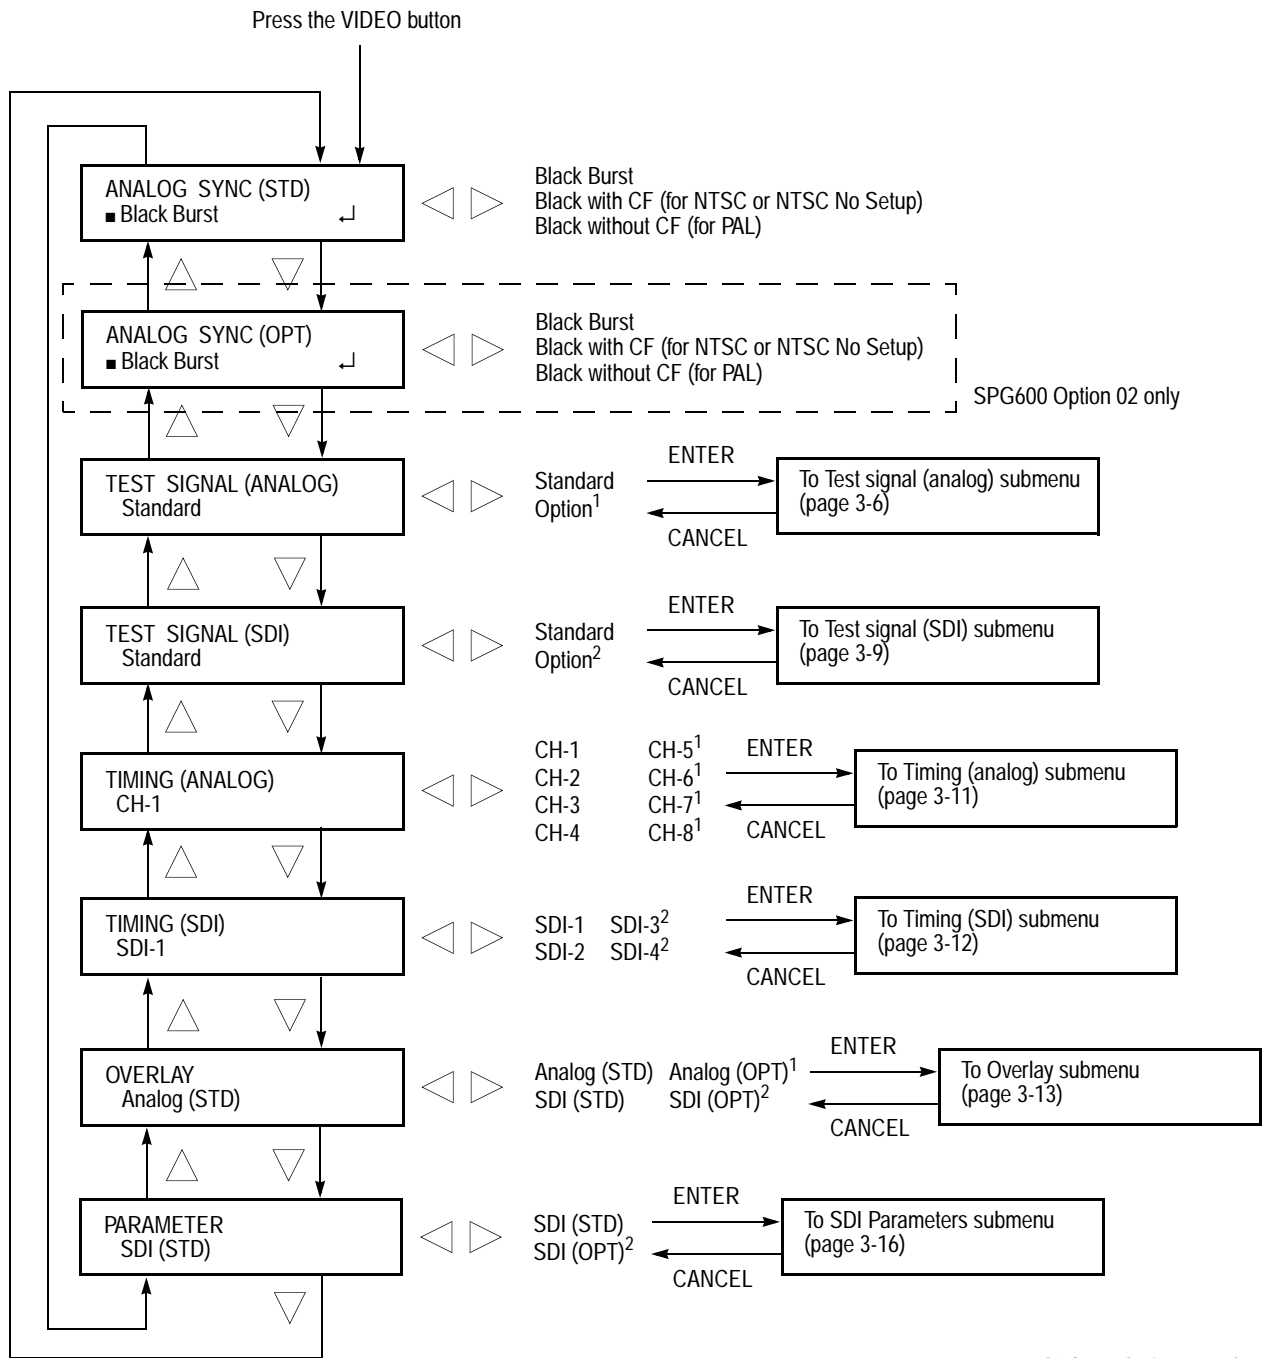 Press the VIDEO button
ANALOG SYNC (STD)
■ Black Burst ↵
Black Burst
Black with CF (for NTSC or NTSC No Setup)
Black without CF (for PAL)
ANALOG SYNC (OPT)
■ Black Burst ↵
Black Burst
Black with CF (for NTSC or NTSC No Setup)
Black without CF (for PAL)
SPG600 Option 02 only
TEST SIGNAL (ANALOG)
Standard
Standard
Option1
ENTER
CANCEL
To Test signal (analog) submenu
(page 3-6)
TEST SIGNAL (SDI)
Standard
Standard
Option2
ENTER
CANCEL
To Test signal (SDI) submenu
(page 3-9)
TIMING (ANALOG)
CH-1
CH-1 CH-51
CH-2 CH-61
CH-3 CH-71
CH-4 CH-81
ENTER
CANCEL
To Timing (analog) submenu
(page 3-11)
TIMING (SDI)
SDI-1
SDI-1 SDI-32
SDI-2 SDI-42
ENTER
CANCEL
To Timing (SDI) submenu
(page 3-12)
OVERLAY
Analog (STD)
Analog (STD) Analog (OPT)1
SDI (STD) SDI (OPT)2
ENTER
CANCEL
To Overlay submenu
(page 3-13)
PARAMETER
SDI (STD)
SDI (STD)
SDI (OPT)2
ENTER
CANCEL
To SDI Parameters submenu
(page 3-16)